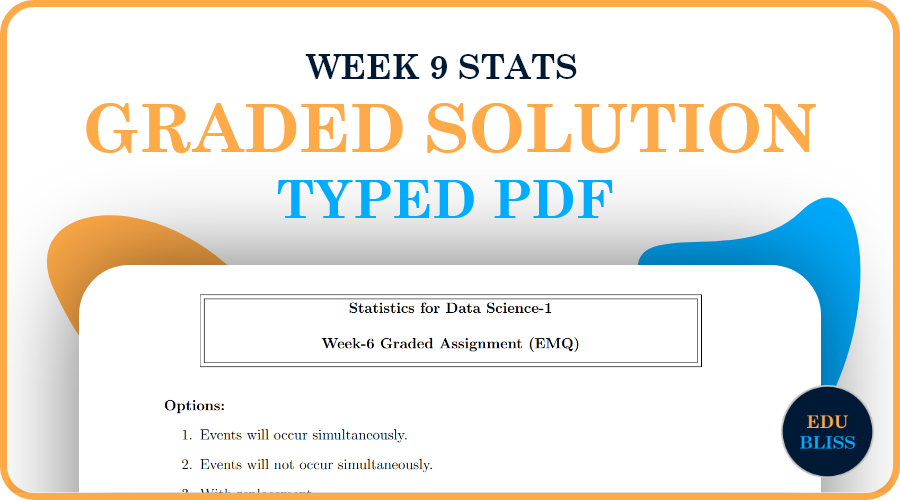 WEEK 9 STATS
GRADED SOLUTION
TYPED PDF
Statistics for Data Science-1
Week-6 Graded Assignment (EMQ)
Options:
1. Events will occur simultaneously.
2. Events will not occur simultaneously.
3. With replacement
EDU
BLISS